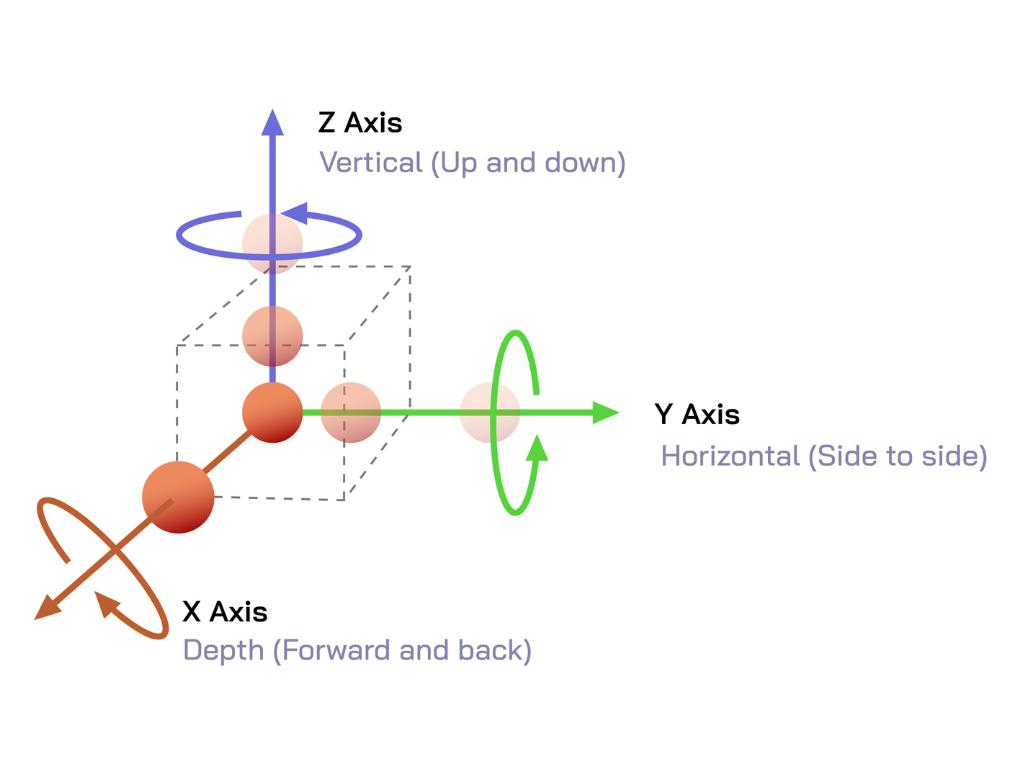 Z Axis
Vertical (Up and down)
Y Axis
Horizontal (Side to side)
X Axis
Depth (Forward and back)